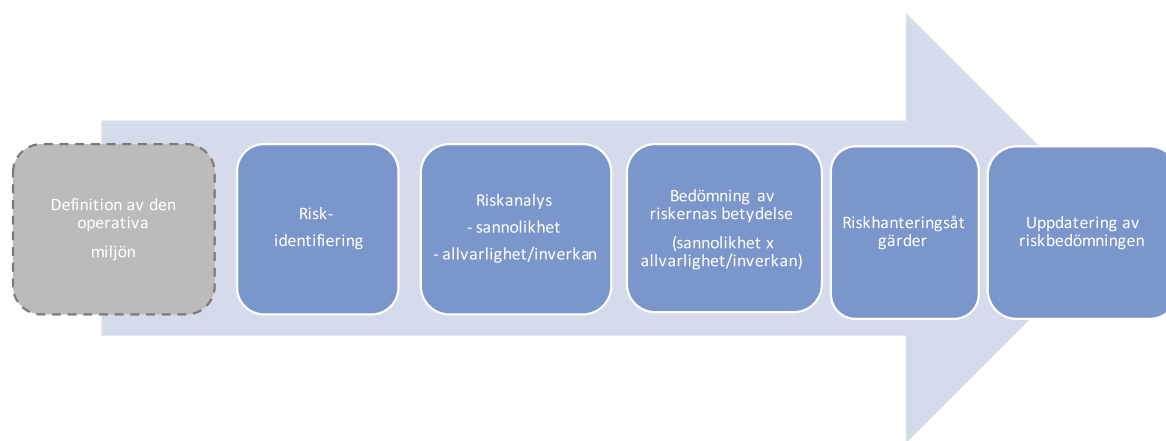 Definition av den
operativa
miljön
Risk-
identifiering
Riskanalys
- sannolikhet
- allvarlighet/inverkan
Bedömning av
riskernas betydelse
(sannolikhet x
allvarlighet/inverkan)
Riskhanteringsåt
gärder
Uppdatering av
riskbedömningen